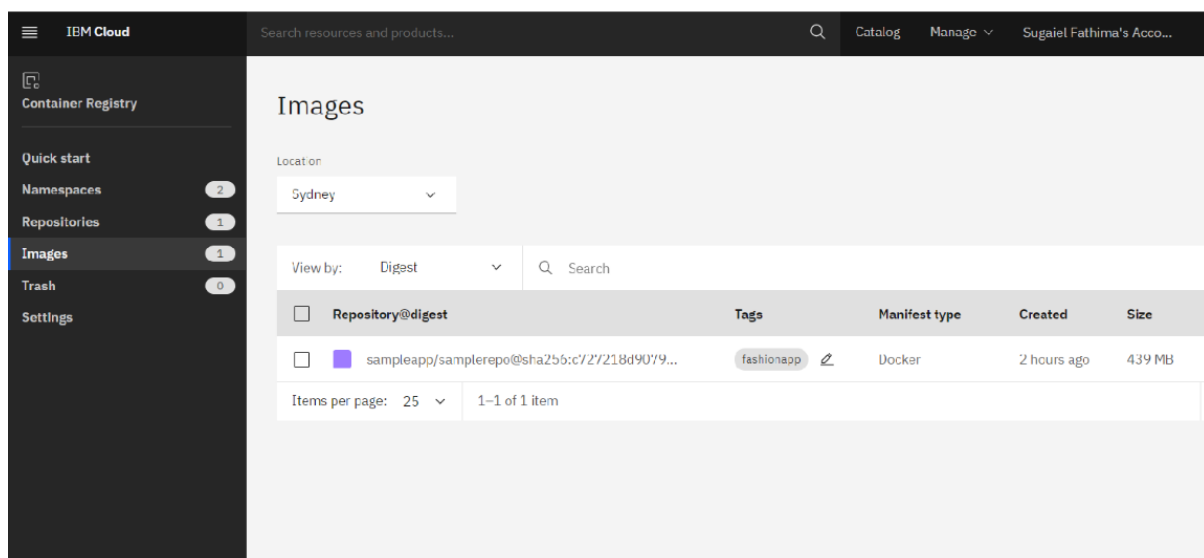 IBM Cloud
Search resources and products...
Catalog
Manage
Sugaiel Fathima's Acco...
Container Registry
Quick start
Namespaces 2
Repositories 1
Images 1
Trash 0
Settings
Images
Location
Sydney
View by: Digest
Search
Repository@digest Tags Manifest type Created Size
sampleapp/samplerepo@sha256:c727218d9079... fashionapp Docker 2 hours ago 439 MB
Items per page: 25 1–1 of 1 item